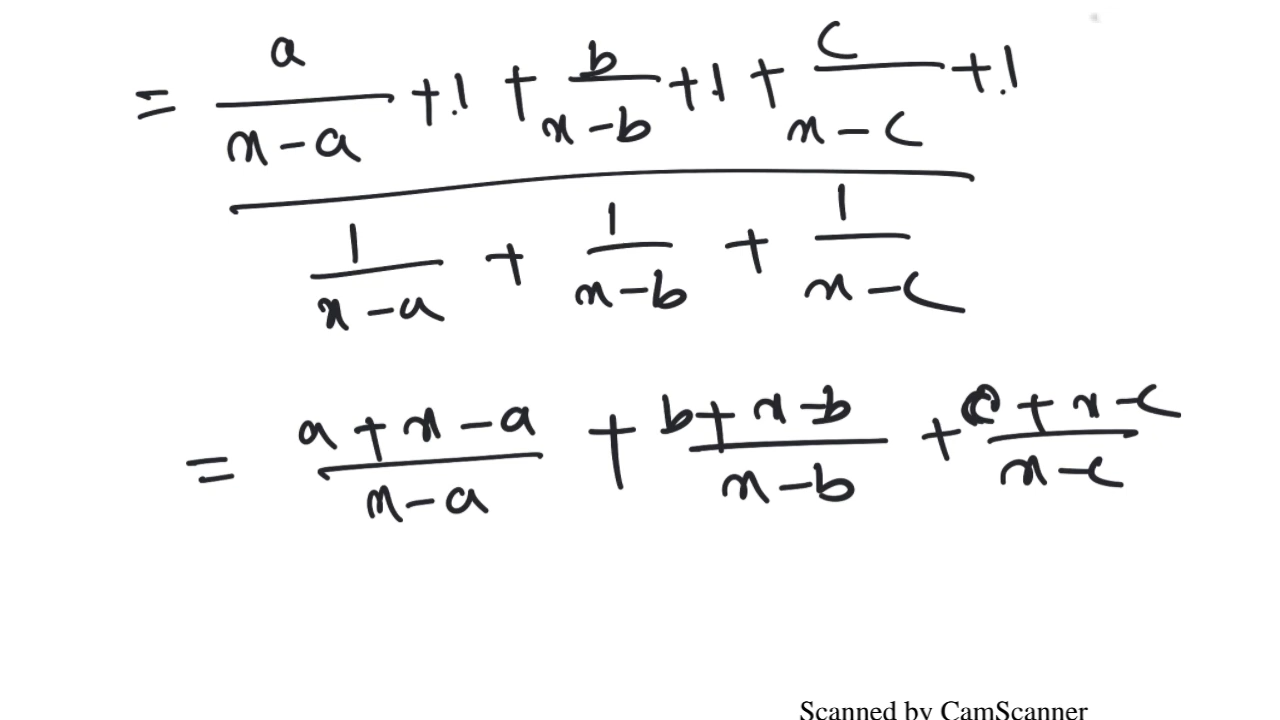 = a/(x-a) + 1 + b/(x-b) + 1 + c/(x-c) + 1
1/(x-a) + 1/(x-b) + 1/(x-c)
= (a + x - a)/(x-a) + (b + x - b)/(x-b) + (c + x - c)/(x-c)
Scanned by CamScanner